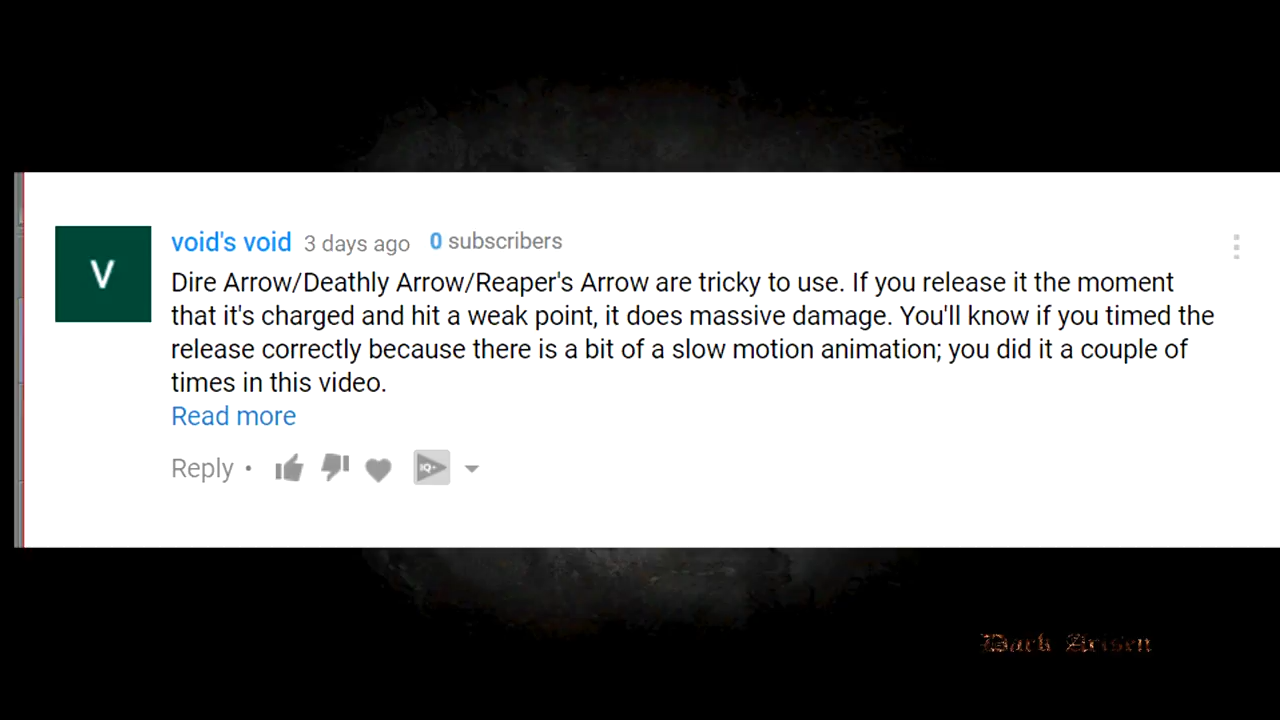 V
void's void 3 days ago 0 subscribers
Dire Arrow/Deathly Arrow/Reaper's Arrow are tricky to use. If you release it the moment
that it's charged and hit a weak point, it does massive damage. You'll know if you timed the
release correctly because there is a bit of a slow motion animation; you did it a couple of
times in this video.
Read more
Reply •
IQ+
Dark Arisen